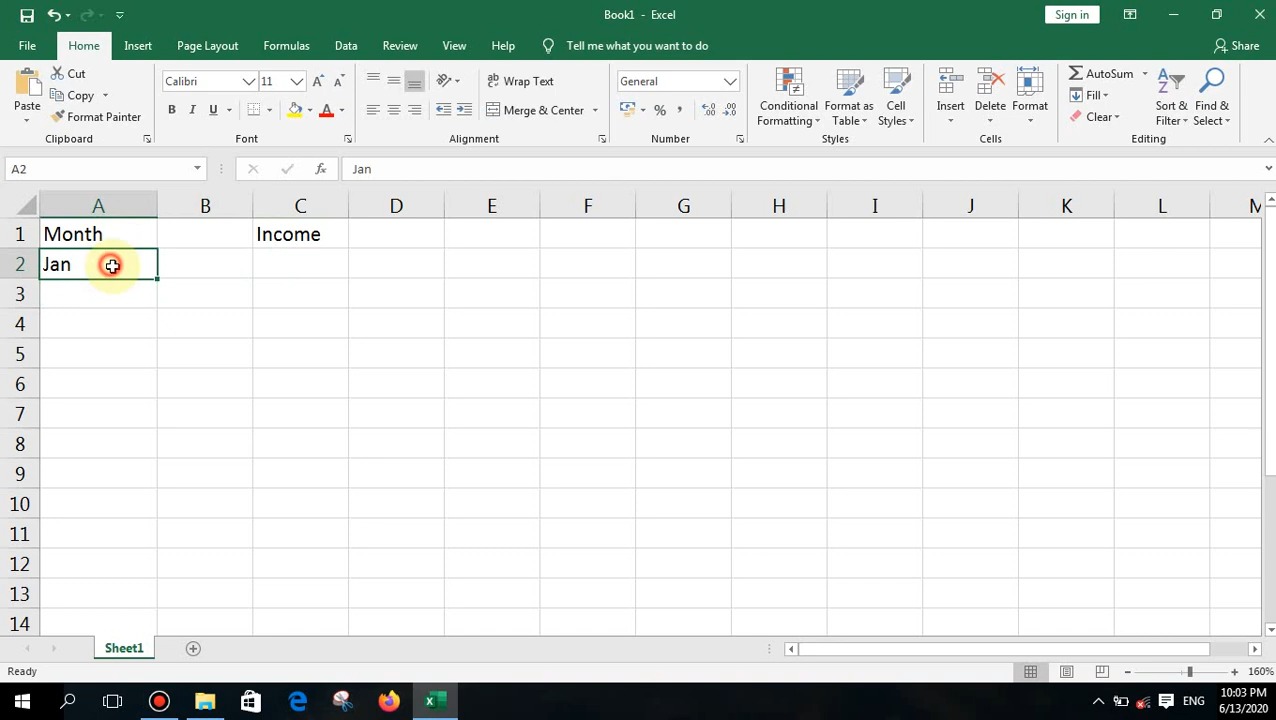 Book1 - Excel
Sign in
File Home Insert Page Layout Formulas Data Review View Help Tell me what you want to do Share
Paste
Cut
Copy
Format Painter
Clipboard
Calibri 11
B I U
A
Font
ab Wrap Text
Merge & Center
Alignment
General
% ,
Number
Conditional Formatting
Format as Table
Cell Styles
Styles
Insert
Delete
Format
Cells
AutoSum
Fill
Clear
Sort & Filter
Find & Select
Editing
A2 fx Jan
A B C D E F G H I J K L M
1 Month Income
2 Jan
3
4
5
6
7
8
9
10
11
12
13
14
Sheet1
Ready 160%
ENG
10:03 PM
6/13/2020